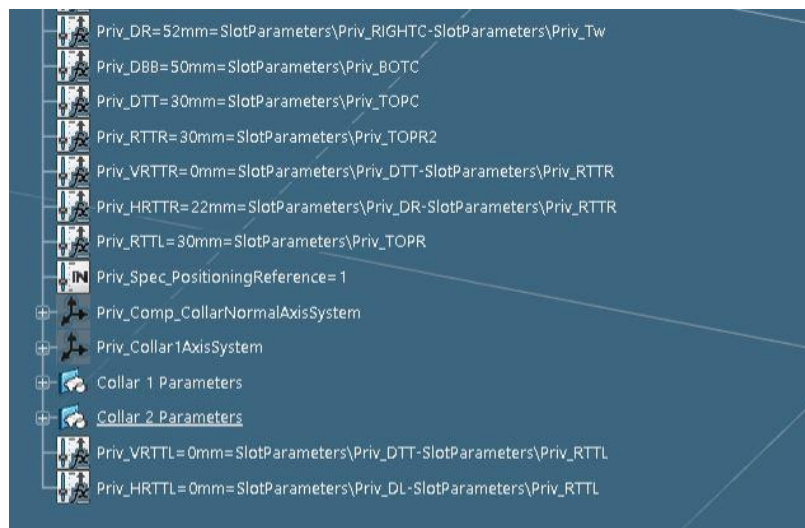 Priv_DR=52mm=SlotParameters\Priv_RIGHTC-SlotParameters\Priv_Tw
Priv_DBB=50mm=SlotParameters\Priv_BOTC
Priv_DTT=30mm=SlotParameters\Priv_TOPC
Priv_RTTR=30mm=SlotParameters\Priv_TOPR2
Priv_VRTTR=0mm=SlotParameters\Priv_DTT-SlotParameters\Priv_RTTR
Priv_HRTTR=22mm=SlotParameters\Priv_DR-SlotParameters\Priv_RTTR
Priv_RTTL=30mm=SlotParameters\Priv_TOPR
IN Priv_Spec_PositioningReference=1
Priv_Comp_CollarNormalAxisSystem
Priv_Collar1AxisSystem
Collar 1 Parameters
Collar 2 Parameters
Priv_VRTTL=0mm=SlotParameters\Priv_DTT-SlotParameters\Priv_RTTL
Priv_HRTTL=0mm=SlotParameters\Priv_DL-SlotParameters\Priv_RTTL